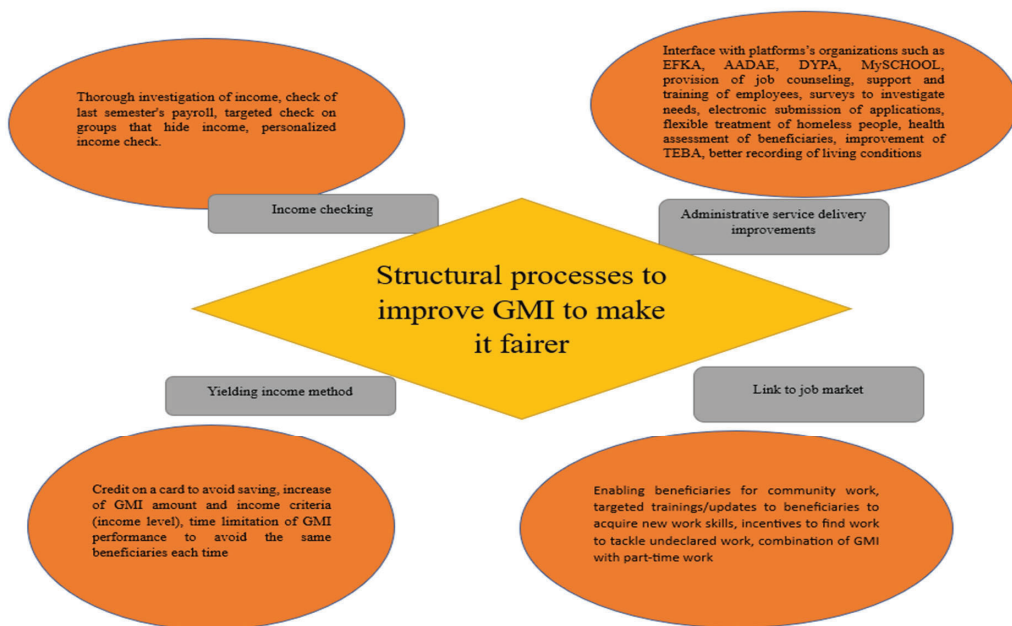 Thorough investigation of income, check of
last semester's payroll, targeted check on
groups that hide income, personalized
income check.
Income checking
Interface with platforms's organizations such as
EFKA, AADAE, DYPA, MySCHOOL,
provision of job counseling, support and
training of employees, surveys to investigate
needs, electronic submission of applications,
flexible treatment of homeless people, health
assessment of beneficiaries, improvement of
TEBA, better recording of living conditions
Administrative service delivery
improvements
Structural processes to
improve GMI to make
it fairer
Yielding income method
Credit on a card to avoid saving, increase
of GMI amount and income criteria
(income level), time limitation of GMI
performance to avoid the same
beneficiaries each time
Link to job market
Enabling beneficiaries for community work,
targeted trainings/updates to beneficiaries to
acquire new work skills, incentives to find work
to tackle undeclared work, combination of GMI
with part-time work